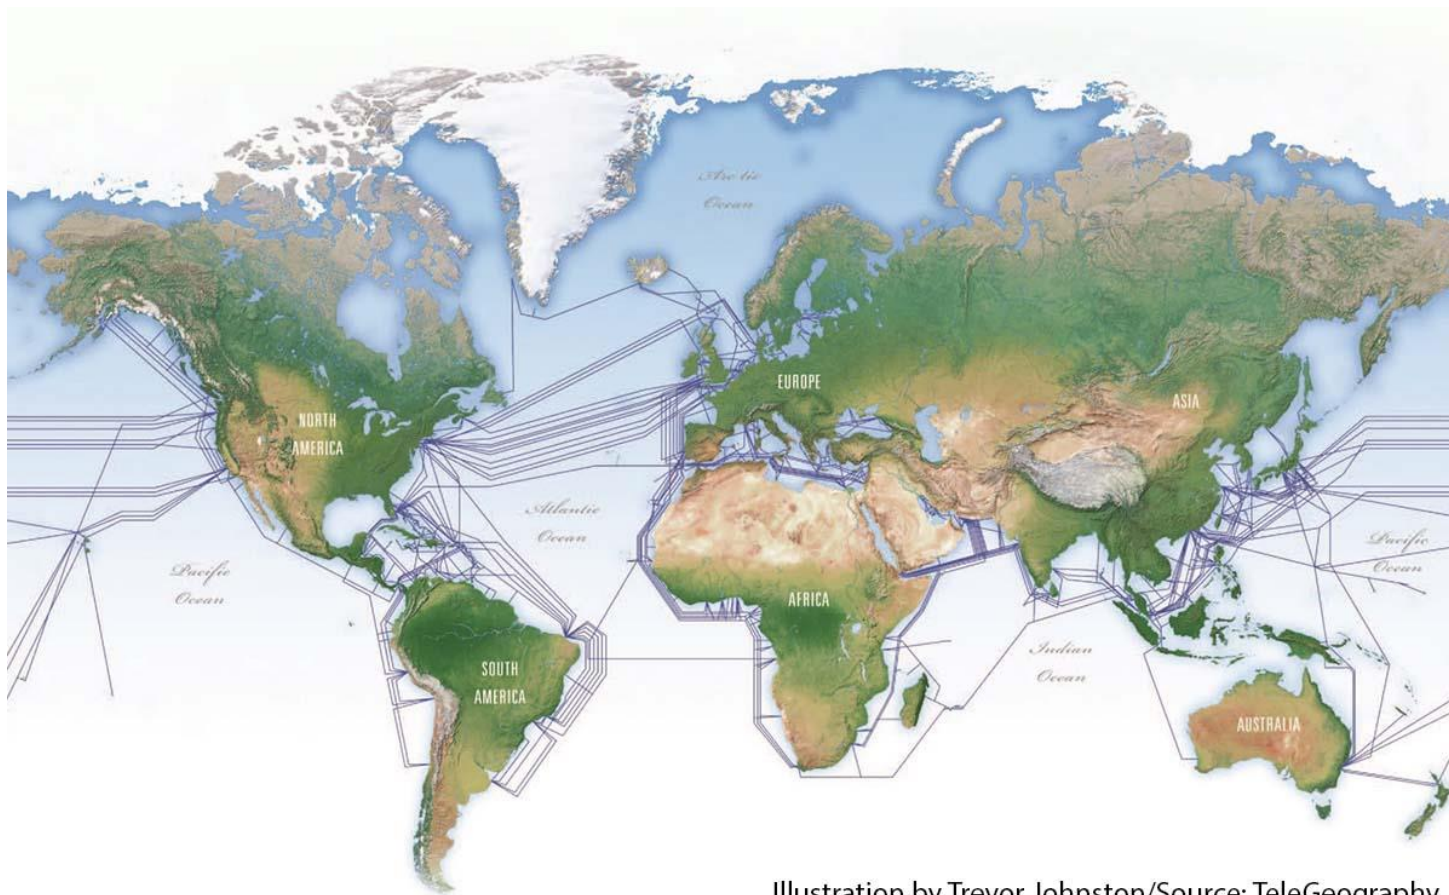 Arctic
Ocean
NORTH
AMERICA
EUROPE
ASIA
Atlantic
Ocean
Pacific
Ocean
Pacific
Ocean
AFRICA
SOUTH
AMERICA
Indian
Ocean
AUSTRALIA
Illustration by Trevor Johnston/Source: TeleGeography